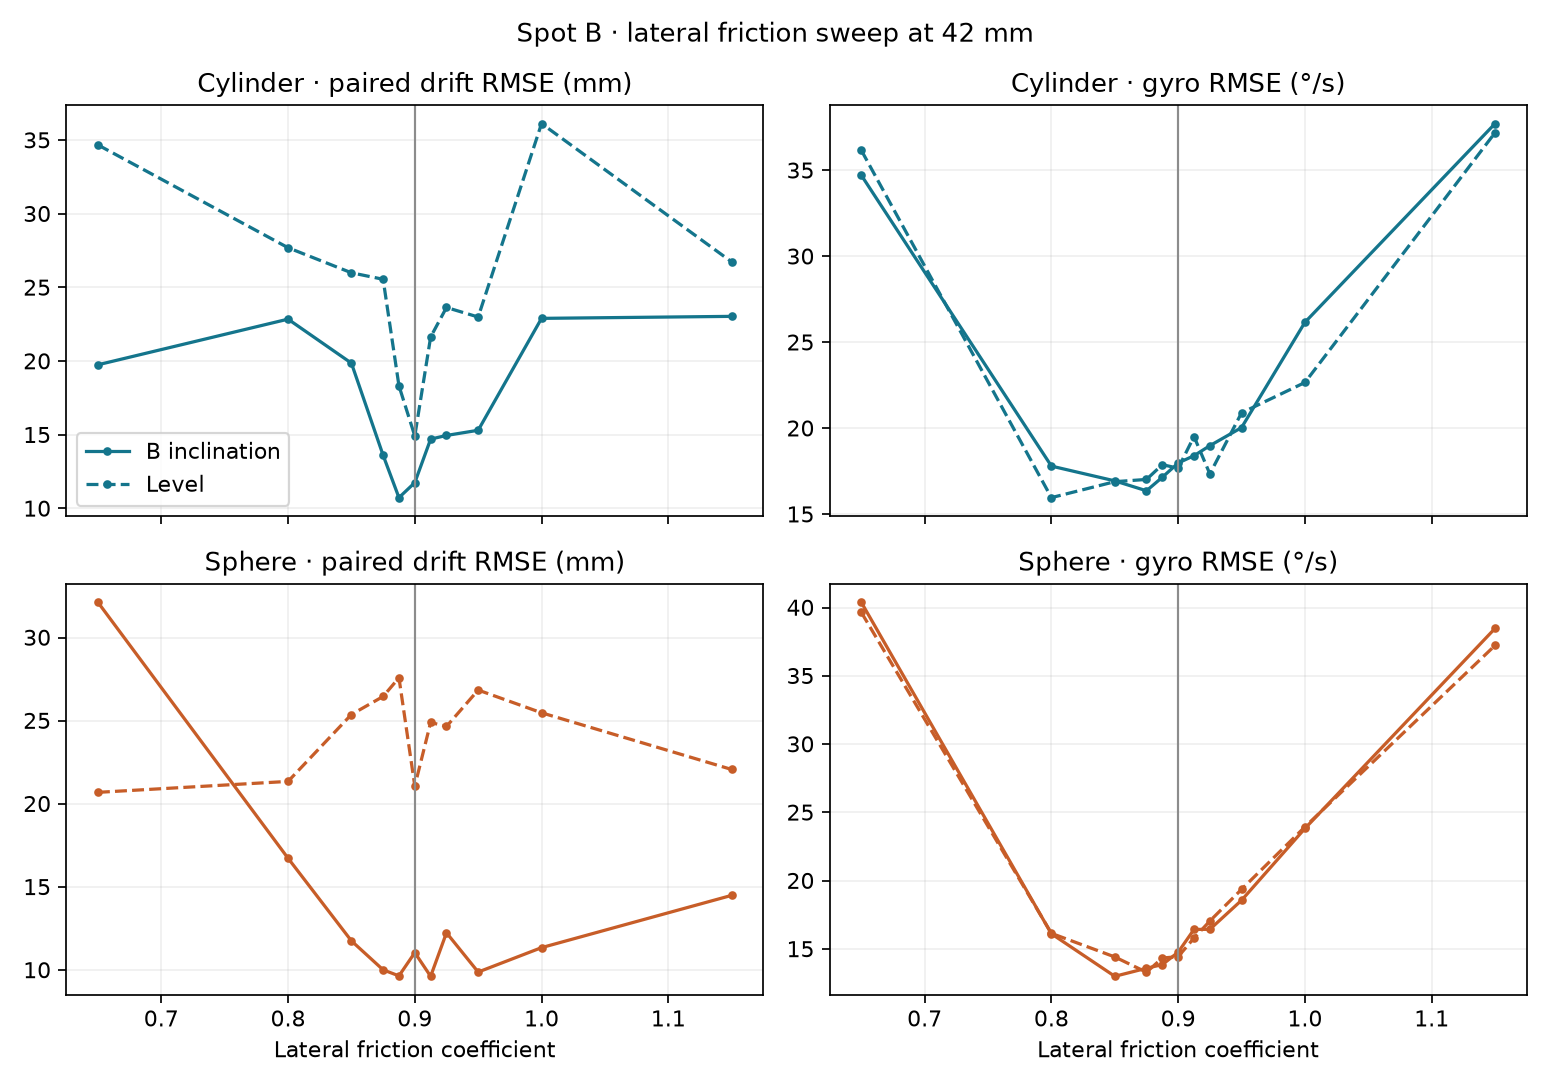 Spot B · lateral friction sweep at 42 mm
Cylinder · paired drift RMSE (mm)
35
30
25
20
15
10
B inclination
Level
Cylinder · gyro RMSE (°/s)
35
30
25
20
15
Sphere · paired drift RMSE (mm)
30
25
20
15
10
0.7 0.8 0.9 1.0 1.1
Lateral friction coefficient
Sphere · gyro RMSE (°/s)
40
35
30
25
20
15
0.7 0.8 0.9 1.0 1.1
Lateral friction coefficient